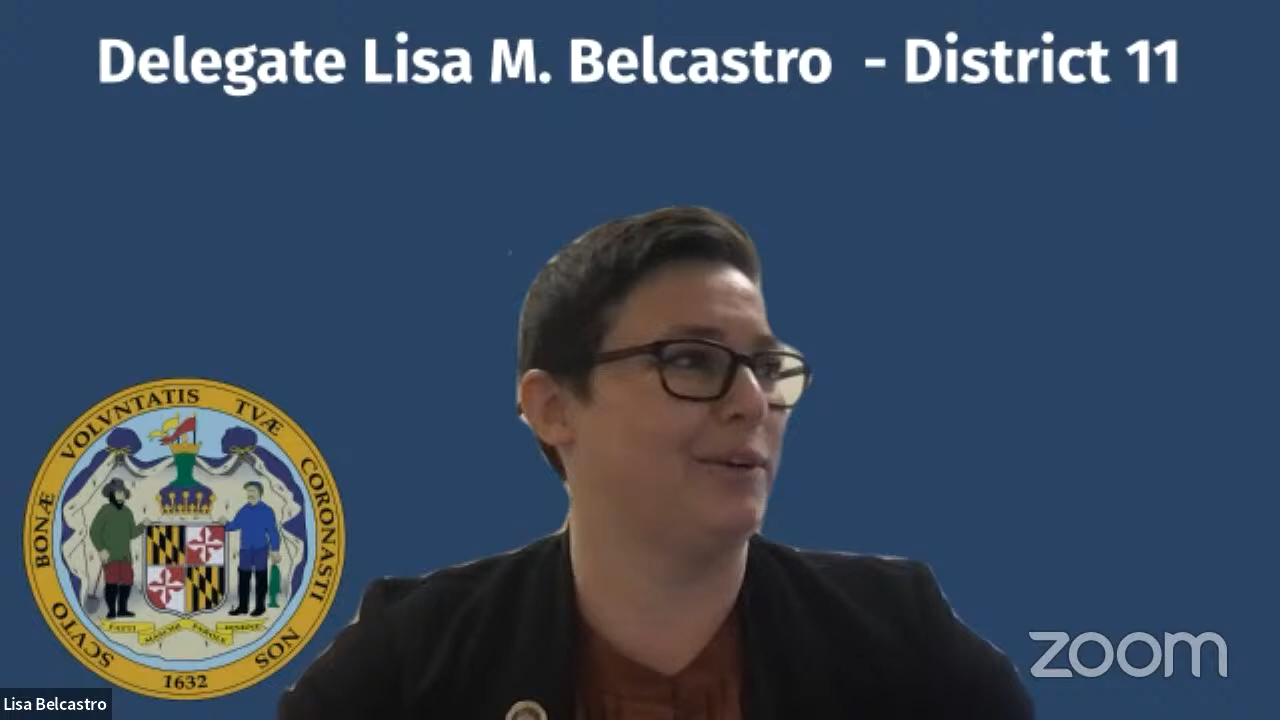 Delegate Lisa M. Belcastro - District 11
SCVTO BONÆ VOLVNTATIS TVÆ CORONASTI NOS
1632
zoom
Lisa Belcastro